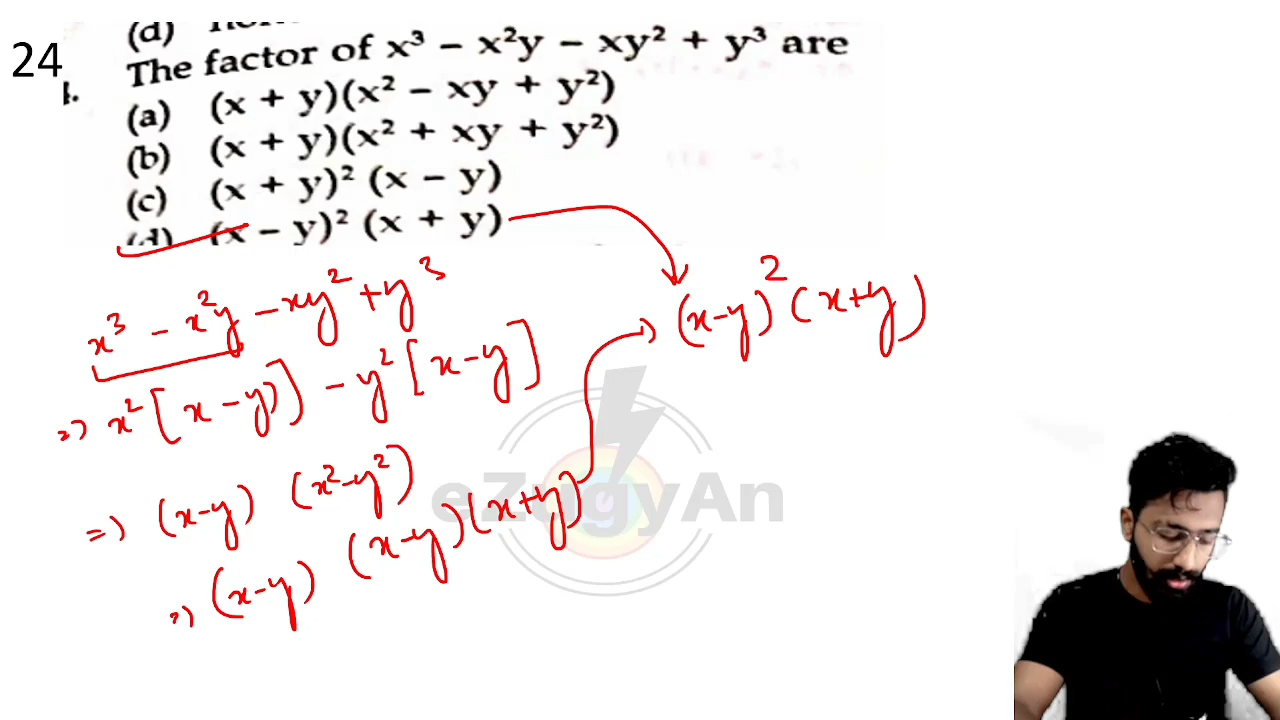 24
(d)
The factor of x³ – x²y – xy² + y³ are
(a) (x + y)(x² – xy + y²)
(b) (x + y)(x² + xy + y²)
(c) (x + y)² (x – y)
(d) (x – y)² (x + y)
x³ – x²y – xy² + y³
=> x² [x – y)] – y² [x – y]
=> (x–y) (x²–y²)
=> (x–y) (x–y)(x+y)
(x–y)² (x+y)
eZugyAn